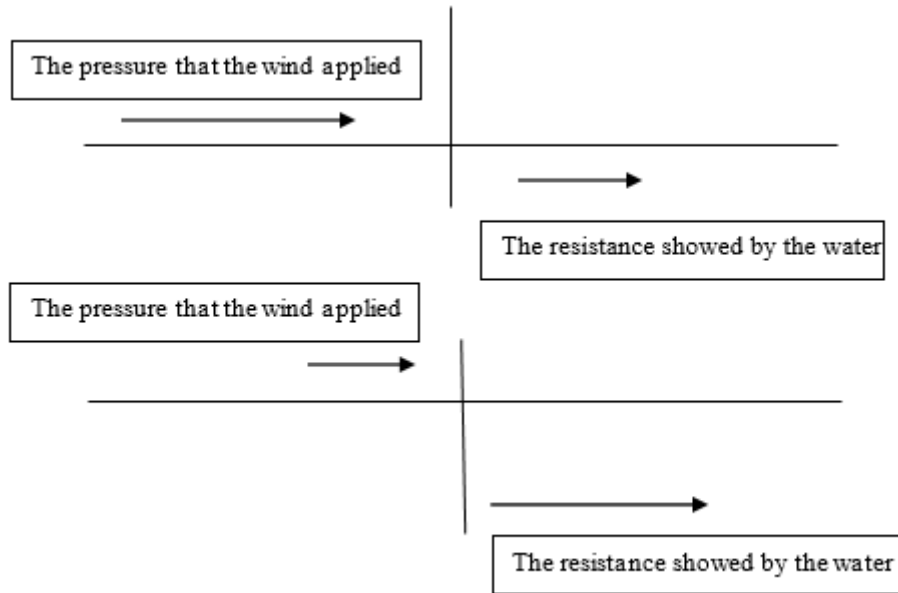 The pressure that the wind applied
The resistance showed by the water
The pressure that the wind applied
The resistance showed by the water